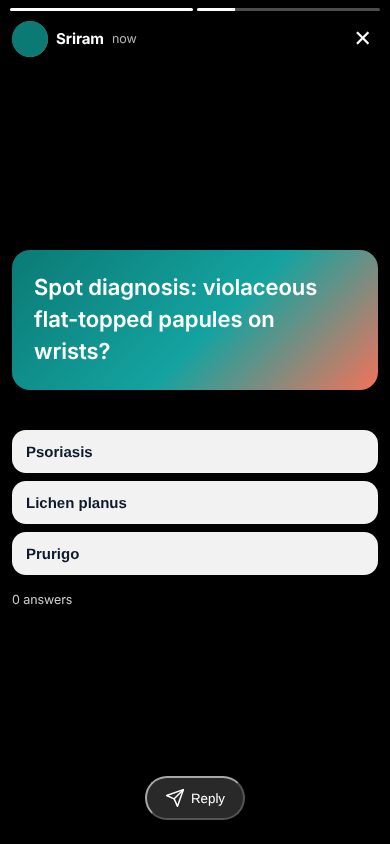 Sriram now
Spot diagnosis: violaceous
flat-topped papules on
wrists?
Psoriasis
Lichen planus
Prurigo
0 answers
Reply